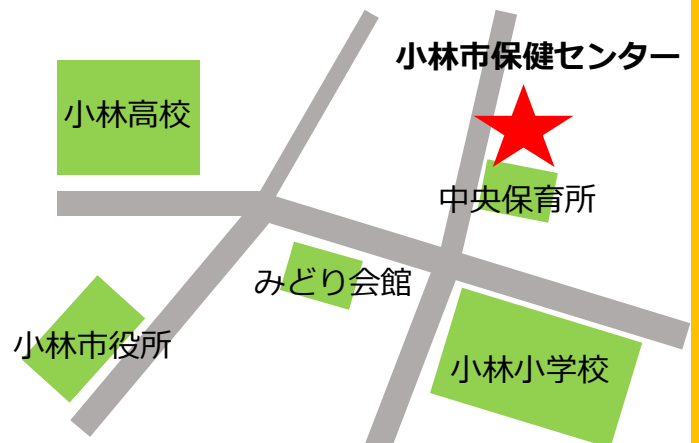 小林市保健センター
小林高校
中央保育所
みどり会館
小林市役所
小林小学校